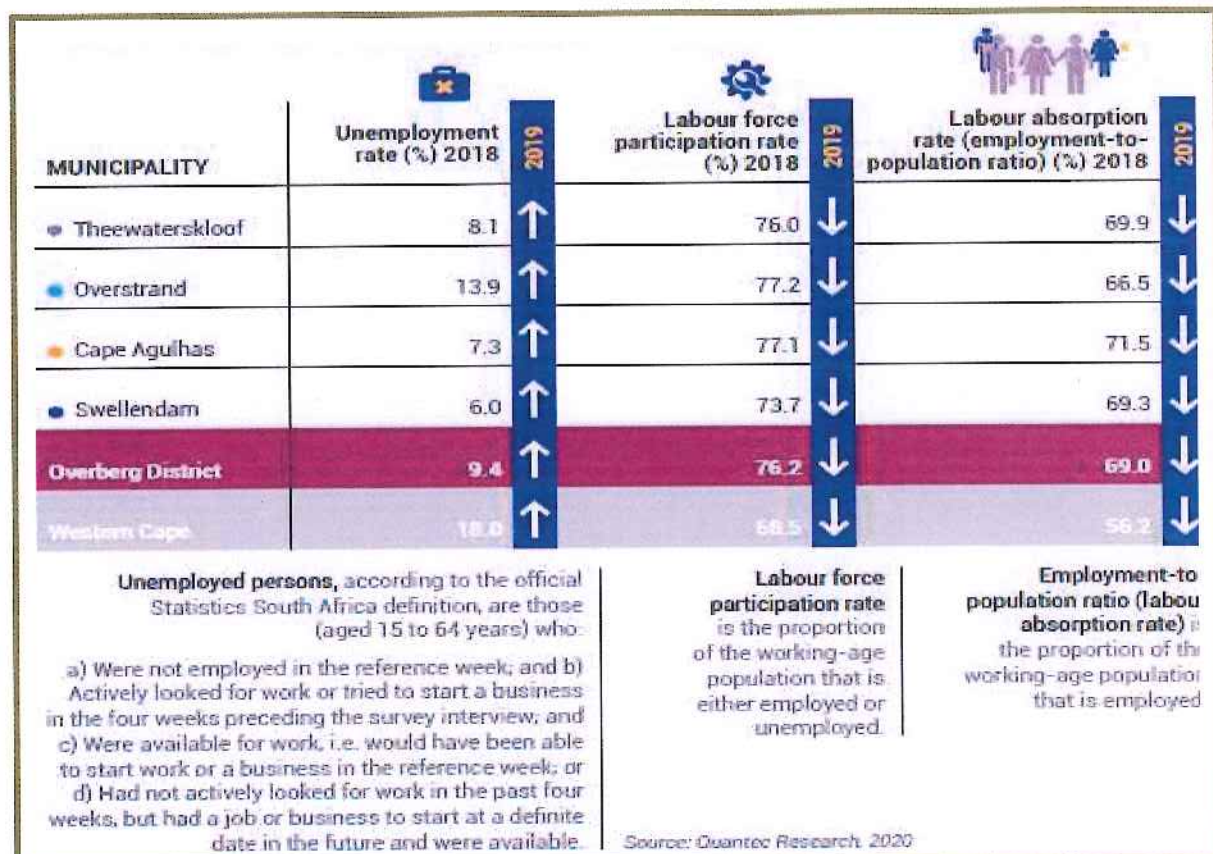 MUNICIPALITY
Unemployment
rate (%) 2018
2019
Labour force
participation rate
(%) 2018
2019
Labour absorption
rate (employment-to-
population ratio) (%) 2018
2019
Theewaterskloof 8.1 ↑ 76.0 ↓ 69.9 ↓
Overstrand 13.9 ↑ 77.2 ↓ 66.5 ↓
Cape Agulhas 7.3 ↑ 77.1 ↓ 71.5 ↓
Swellendam 6.0 ↑ 73.7 ↓ 69.3 ↓
Overberg District 9.4 ↑ 76.2 ↓ 69.0 ↓
Western Cape 18.0 ↑ 68.5 ↓ 56.2 ↓
Unemployed persons, according to the official
Statistics South Africa definition, are those
(aged 15 to 64 years) who:
a) Were not employed in the reference week; and b)
Actively looked for work or tried to start a business
in the four weeks preceding the survey interview; and
c) Were available for work, i.e. would have been able
to start work or a business in the reference week; or
d) Had not actively looked for work in the past four
weeks, but had a job or business to start at a definite
date in the future and were available.
Labour force
participation rate
is the proportion
of the working-age
population that is
either employed or
unemployed.
Employment-to
population ratio (labou
absorption rate) i
the proportion of th
working-age populatio
that is employed
Source: Quantec Research, 2020